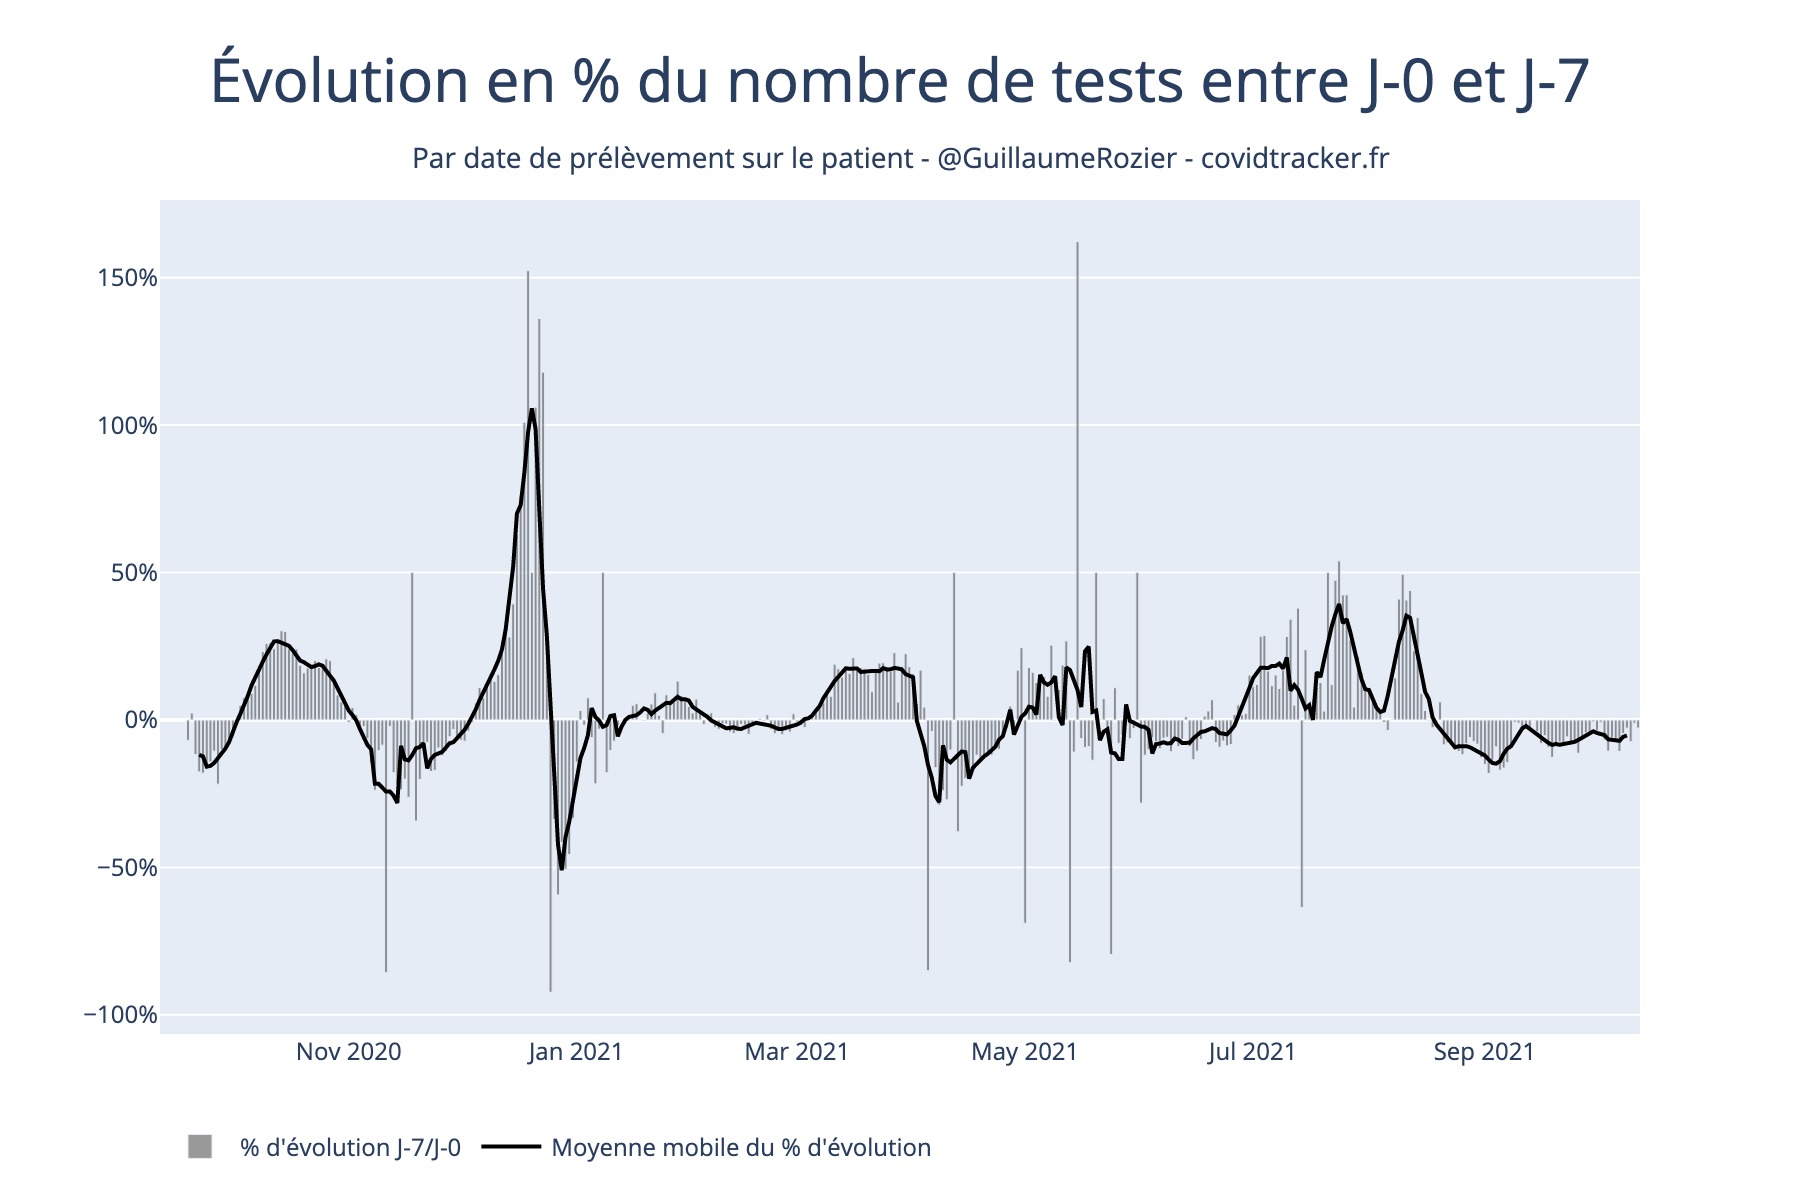 Évolution en % du nombre de tests entre J-0 et J-7
Par date de prélèvement sur le patient - @GuillaumeRozier - covidtracker.fr
150%
100%
50%
0%
−50%
−100%
Nov 2020 Jan 2021 Mar 2021 May 2021 Jul 2021 Sep 2021
% d'évolution J-7/J-0 Moyenne mobile du % d'évolution